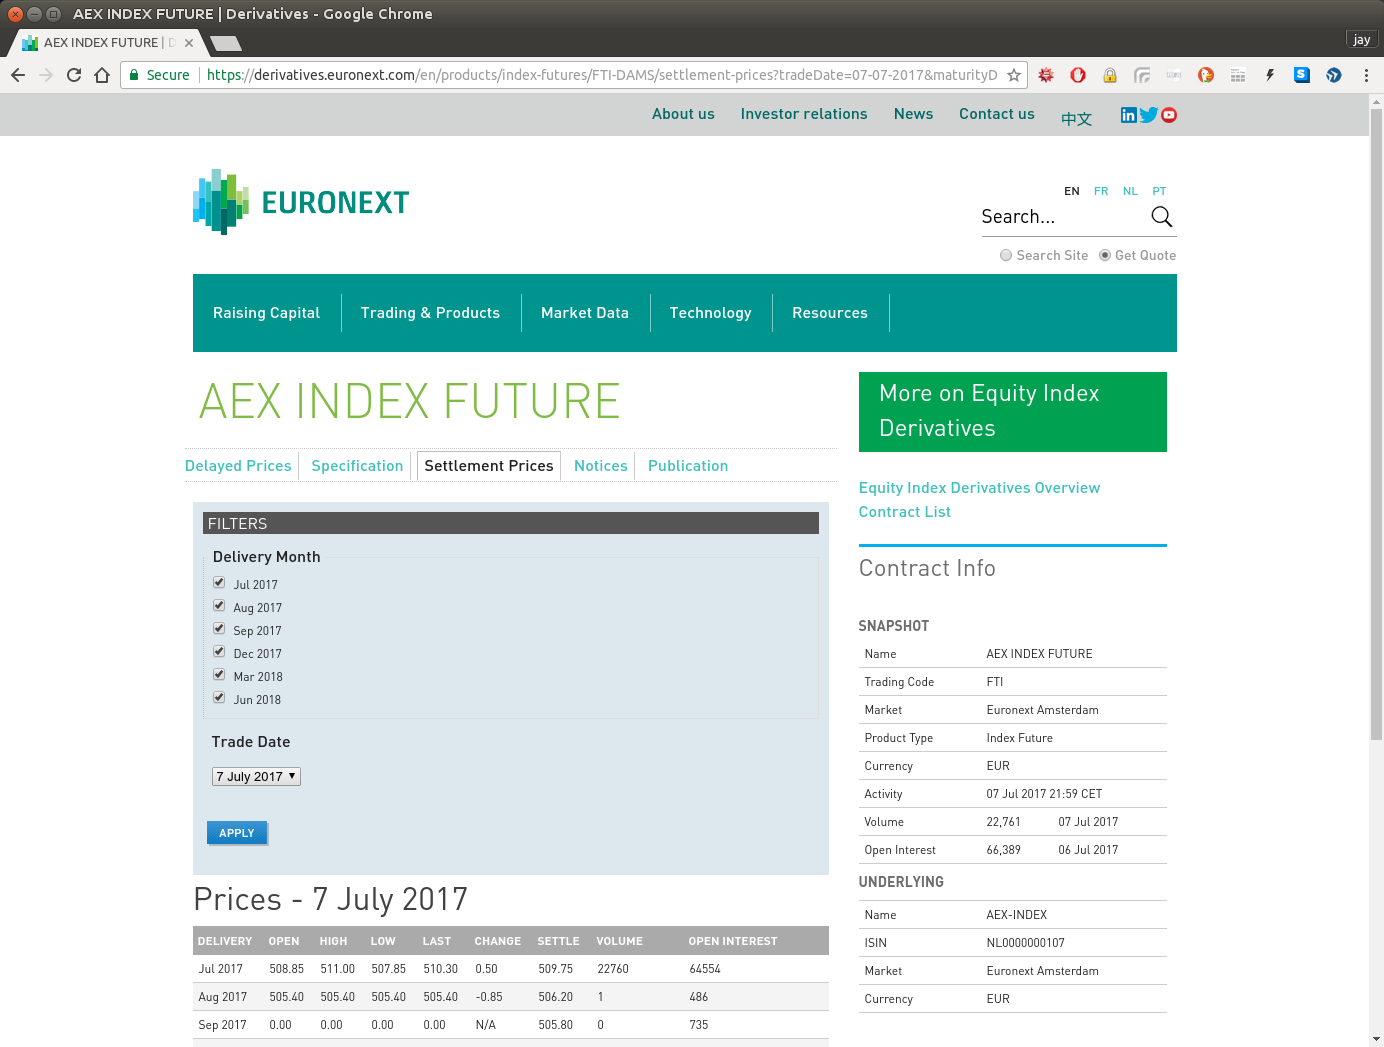 AEX INDEX FUTURE | Derivatives - Google Chrome
AEX INDEX FUTURE | D
jay
Secure
https://derivatives.euronext.com/en/products/index-futures/FTI-DAMS/settlement-prices?tradeDate=07-07-2017&maturityD
About us Investor relations News Contact us 中文
EURONEXT
EN FR NL PT
Search...
Search Site Get Quote
Raising Capital Trading & Products Market Data Technology Resources
AEX INDEX FUTURE
Delayed Prices Specification Settlement Prices Notices Publication
FILTERS
Delivery Month
Jul 2017
Aug 2017
Sep 2017
Dec 2017
Mar 2018
Jun 2018
Trade Date
7 July 2017
APPLY
Prices - 7 July 2017
DELIVERY OPEN HIGH LOW LAST CHANGE SETTLE VOLUME OPEN INTEREST
Jul 2017 508.85 511.00 507.85 510.30 0.50 509.75 22760 64554
Aug 2017 505.40 505.40 505.40 505.40 -0.85 506.20 1 486
Sep 2017 0.00 0.00 0.00 0.00 N/A 505.80 0 735
More on Equity Index
Derivatives
Equity Index Derivatives Overview
Contract List
Contract Info
SNAPSHOT
Name AEX INDEX FUTURE
Trading Code FTI
Market Euronext Amsterdam
Product Type Index Future
Currency EUR
Activity 07 Jul 2017 21:59 CET
Volume 22,761 07 Jul 2017
Open Interest 66,389 06 Jul 2017
UNDERLYING
Name AEX-INDEX
ISIN NL0000000107
Market Euronext Amsterdam
Currency EUR